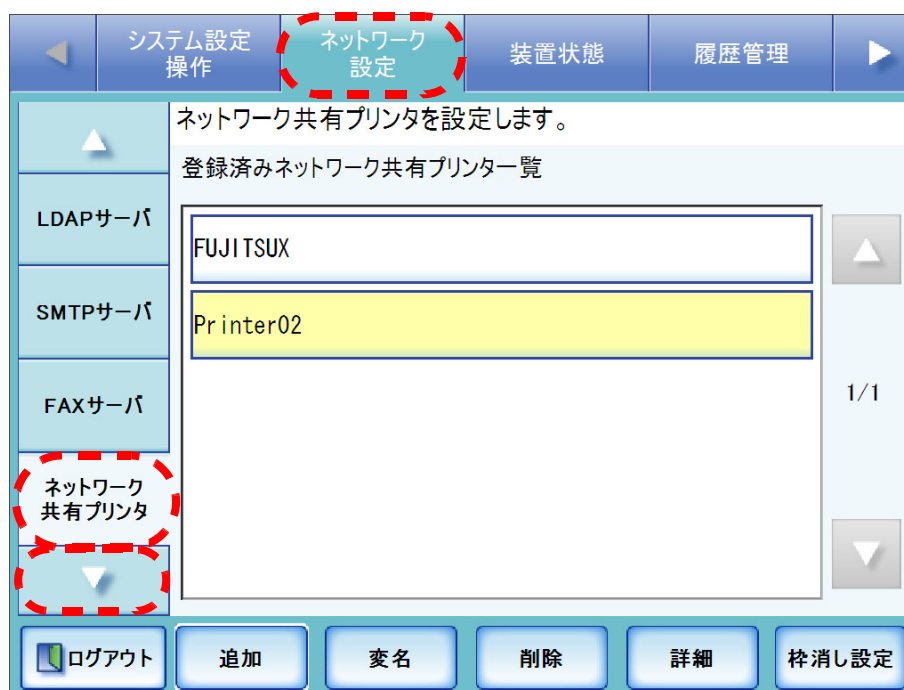 システム設定
操作
ネットワーク
設定
装置状態
履歴管理
ネットワーク共有プリンタを設定します。
登録済みネットワーク共有プリンター覧
LDAPサーバ
SMTPサーバ
FAXサーバ
ネットワーク
共有プリンタ
FUJITSUX
Printer02
1/1
ログアウト
追加
変名
削除
詳細
枠消し設定